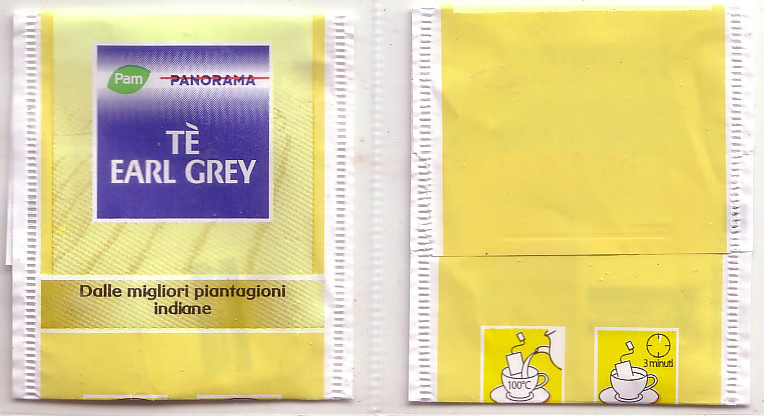 Pam PANORAMA
TÈ
EARL GREY
Dalle migliori piantagioni
indiane
100°C
3 minuti